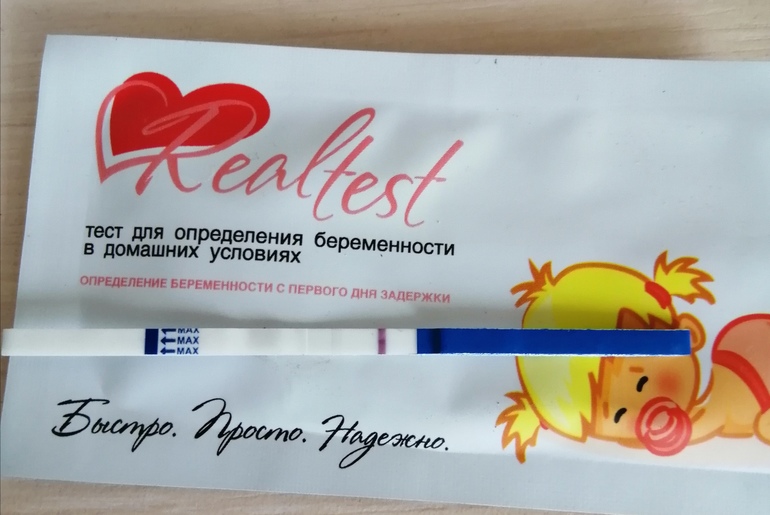 Realtest
тест для определения беременности
в домашних условиях
ОПРЕДЕЛЕНИЕ БЕРЕМЕННОСТИ С ПЕРВОГО ДНЯ ЗАДЕРЖКИ
MAX
MAX
MAX
Быстро. Просто. Надежно.